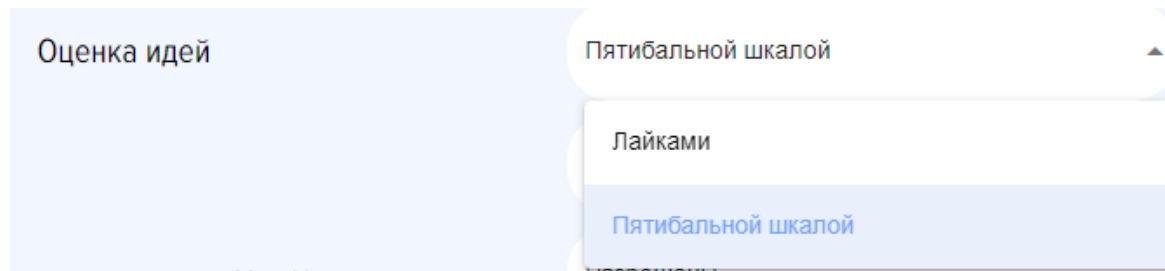 Оценка идей
Пятибальной шкалой
Лайками
Пятибальной шкалой